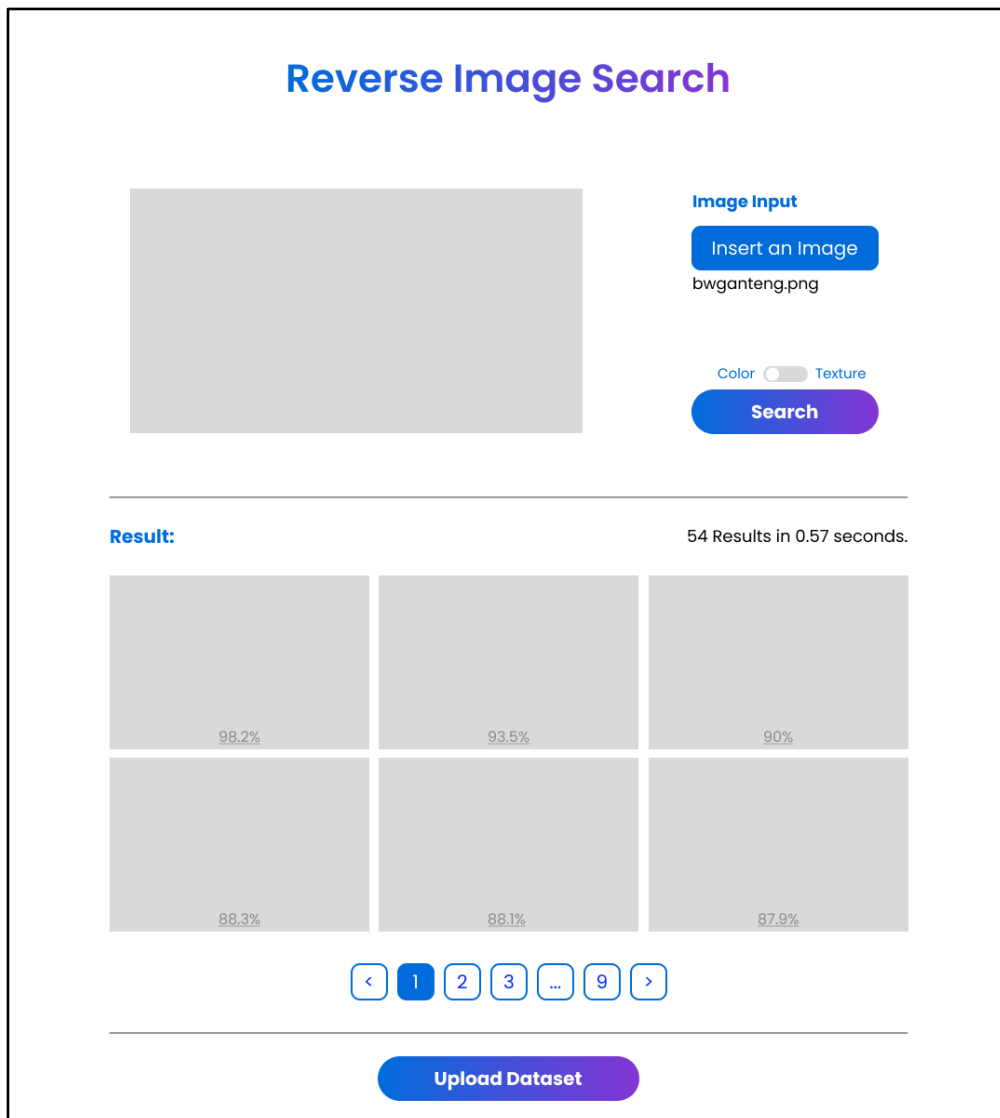 Reverse Image Search
Image Input
Insert an Image
bwganteng.png
Color Texture
Search
Result:
54 Results in 0.57 seconds.
98.2% 93.5% 90%
88.3% 88.1% 87.9%
< 1 2 3 ... 9 >
Upload Dataset